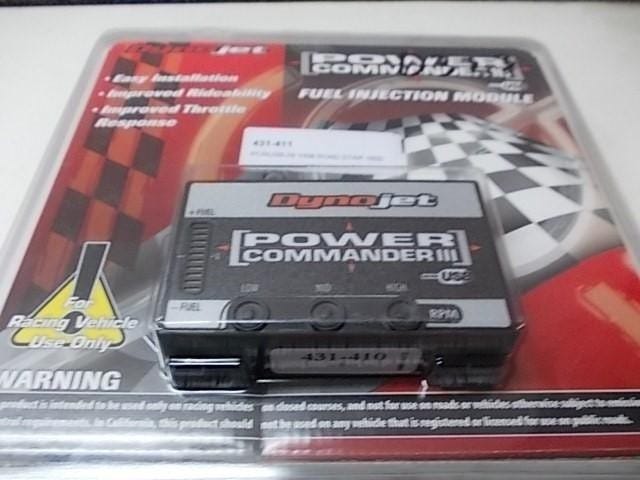 Dynojet
• Easy Installation
• Improved Rideability
• Improved Throttle
Response
POWER
COMMANDER III
USB
FUEL INJECTION MODULE
431-411
Dynojet
+ FUEL
POWER
COMMANDER III
USB
LOW MID HIGH
- FUEL
RPM
431-410
For
Racing Vehicle
Use Only
WARNING
product is intended to be used only on racing vehicles on closed courses, and not for use on roads or vehicles otherwise subject to
requirements. In California, this product should not be used on any vehicle that is registered or licensed for use on public roads.